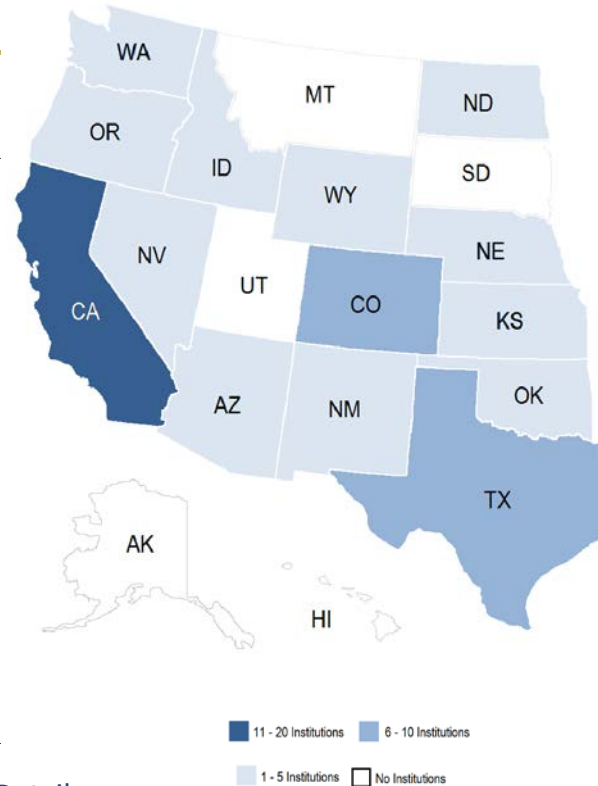 WA
MT
ND
OR
ID
SD
WY
NV
NE
UT
CO
CA
KS
AZ
NM
OK
TX
AK
HI
11 - 20 Institutions 6 - 10 Institutions
1 - 5 Institutions No Institutions